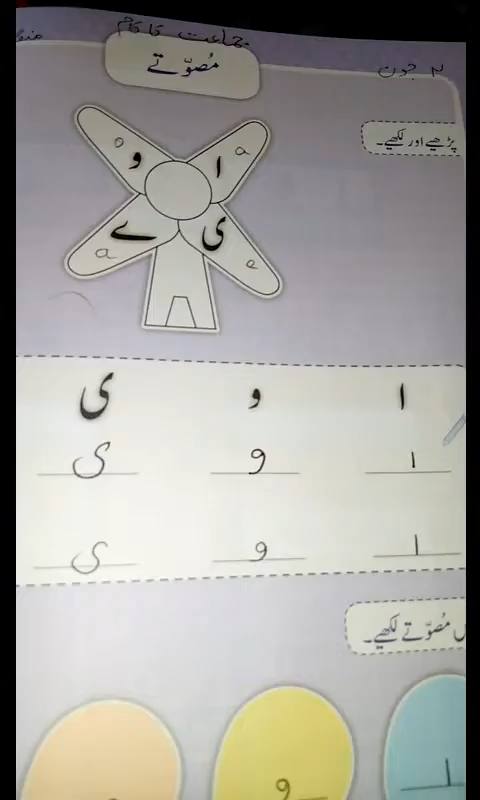 جماعت کا کام
۲ جون
مُصوّتے
پڑھیے اور لکھیے۔
و ا
ے ی
ا و ی
ا و ی
ا و ی
مُصوّتے لکھیے۔
ا و